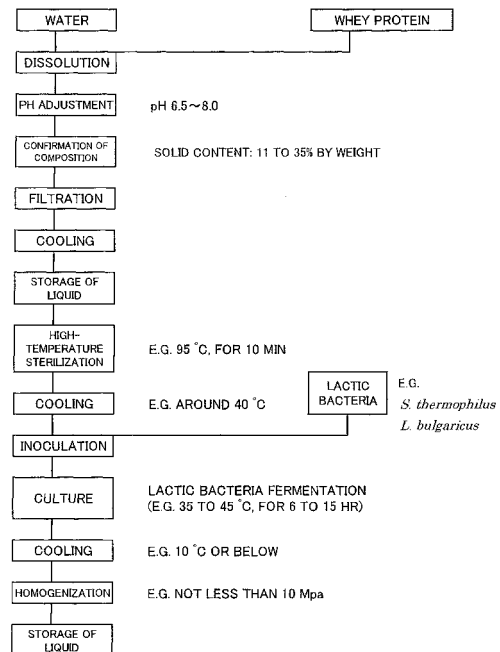 WATER
WHEY PROTEIN
DISSOLUTION
PH ADJUSTMENT
pH 6.5～8.0
CONFIRMATION OF
COMPOSITION
SOLID CONTENT: 11 TO 35% BY WEIGHT
FILTRATION
COOLING
STORAGE OF
LIQUID
HIGH-
TEMPERATURE
STERILIZATION
E.G. 95 ˚C, FOR 10 MIN
COOLING
E.G. AROUND 40 ˚C
LACTIC
BACTERIA
E.G.
S. thermophilus
L. bulgaricus
INOCULATION
CULTURE
LACTIC BACTERIA FERMENTATION
(E.G. 35 TO 45 ˚C, FOR 6 TO 15 HR)
COOLING
E.G. 10 ˚C OR BELOW
HOMOGENIZATION
E.G. NOT LESS THAN 10 Mpa
STORAGE OF
LIQUID